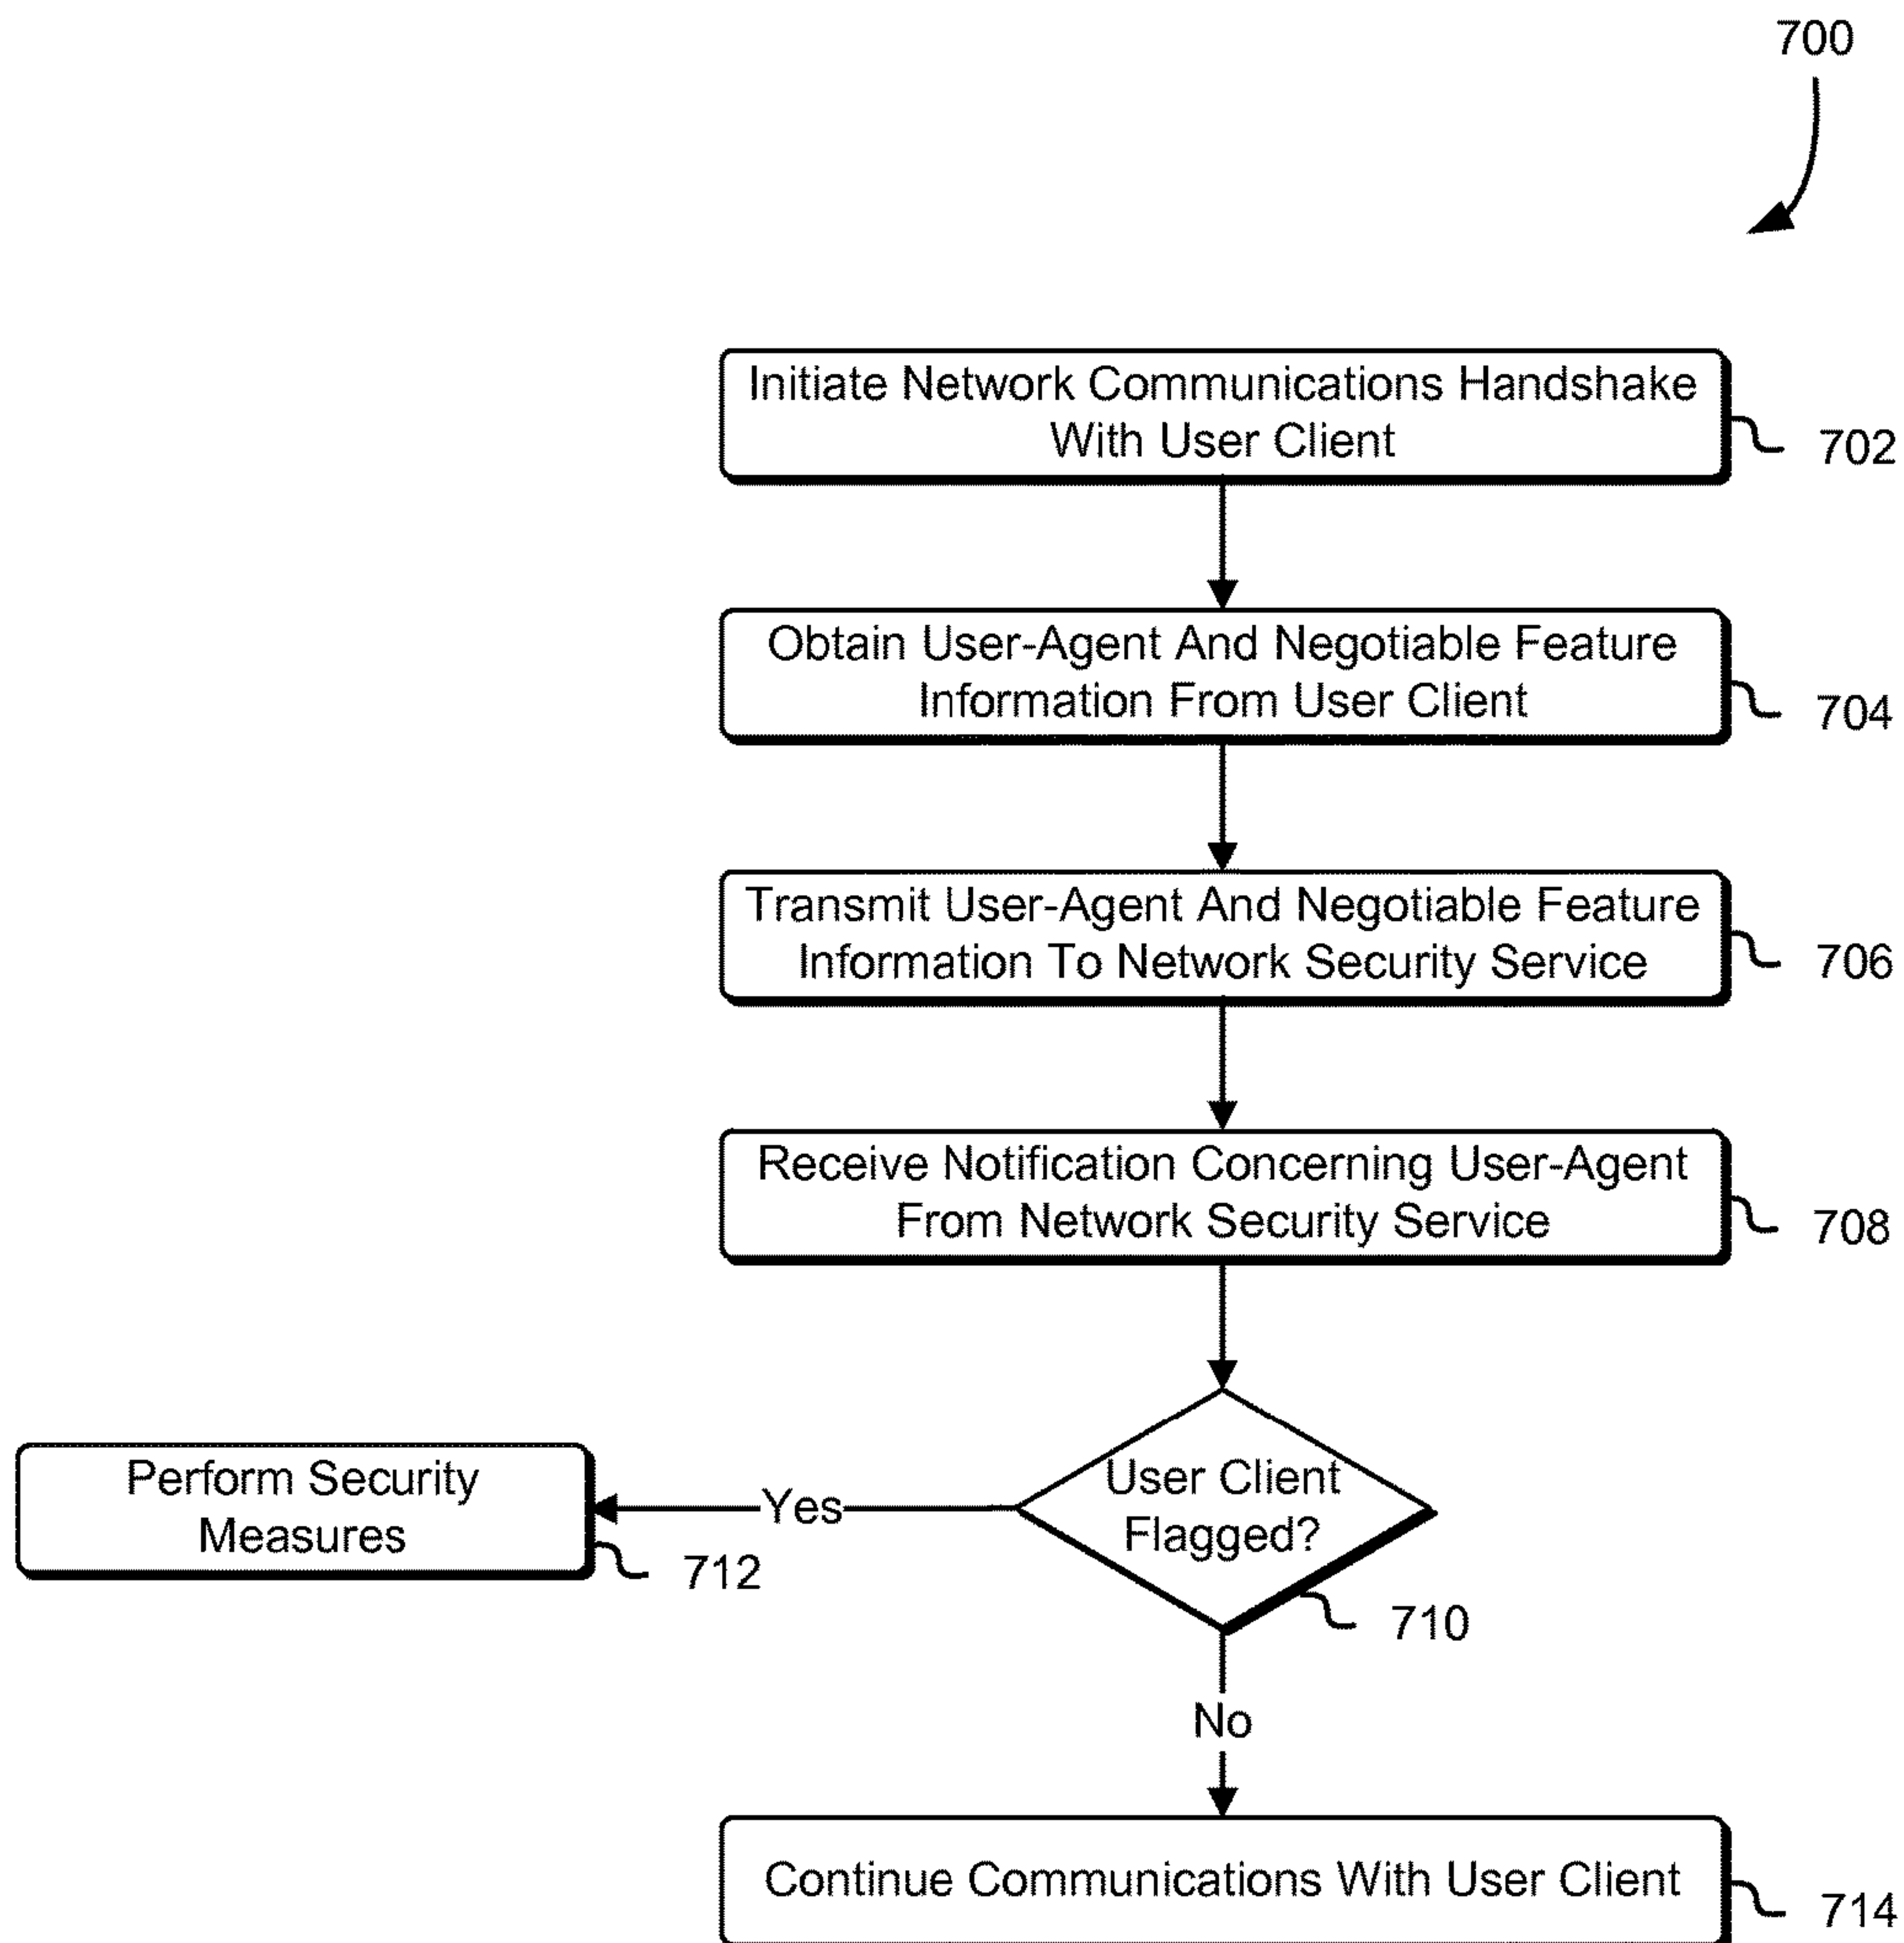 700
Initiate Network Communications Handshake
With User Client
702
Obtain User-Agent And Negotiable Feature
Information From User Client
704
Transmit User-Agent And Negotiable Feature
Information To Network Security Service
706
Receive Notification Concerning User-Agent
From Network Security Service
708
User Client
Flagged?
710
Yes
Perform Security
Measures
712
No
Continue Communications With User Client
714